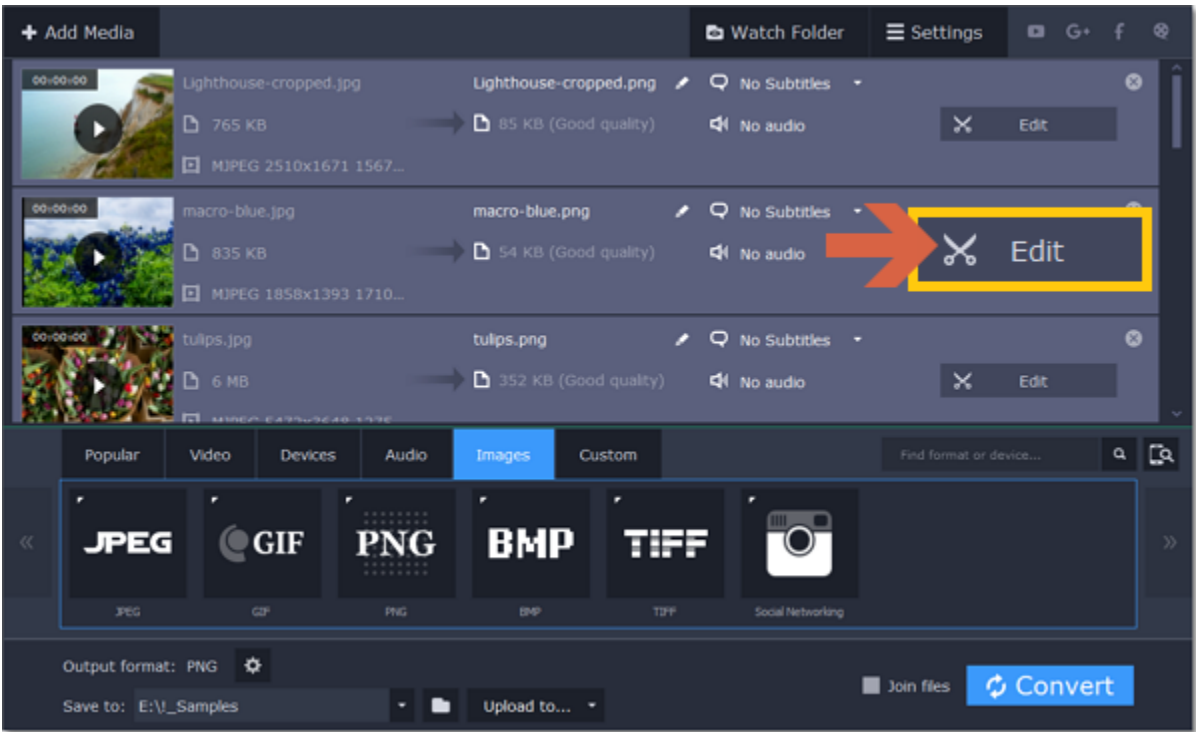 Add Media
Watch Folder
Settings
G+
f
00:00:00
Lighthouse-cropped.jpg
Lighthouse-cropped.png
No Subtitles
765 KB
85 KB (Good quality)
No audio
Edit
MJPEG 2510x1671 1567...
00:00:00
macro-blue.jpg
macro-blue.png
No Subtitles
835 KB
54 KB (Good quality)
No audio
Edit
MJPEG 1858x1393 1710...
00:00:00
tulips.jpg
tulips.png
No Subtitles
6 MB
352 KB (Good quality)
No audio
Edit
MJPEG 5472x3648 1275
Popular
Video
Devices
Audio
Images
Custom
Find format or device...
JPEG
GIF
PNG
BMP
TIFF
JPEG
GIF
PNG
BMP
TIFF
Social Networking
Output format: PNG
Join files
Convert
Save to: E:\!_Samples
Upload to...